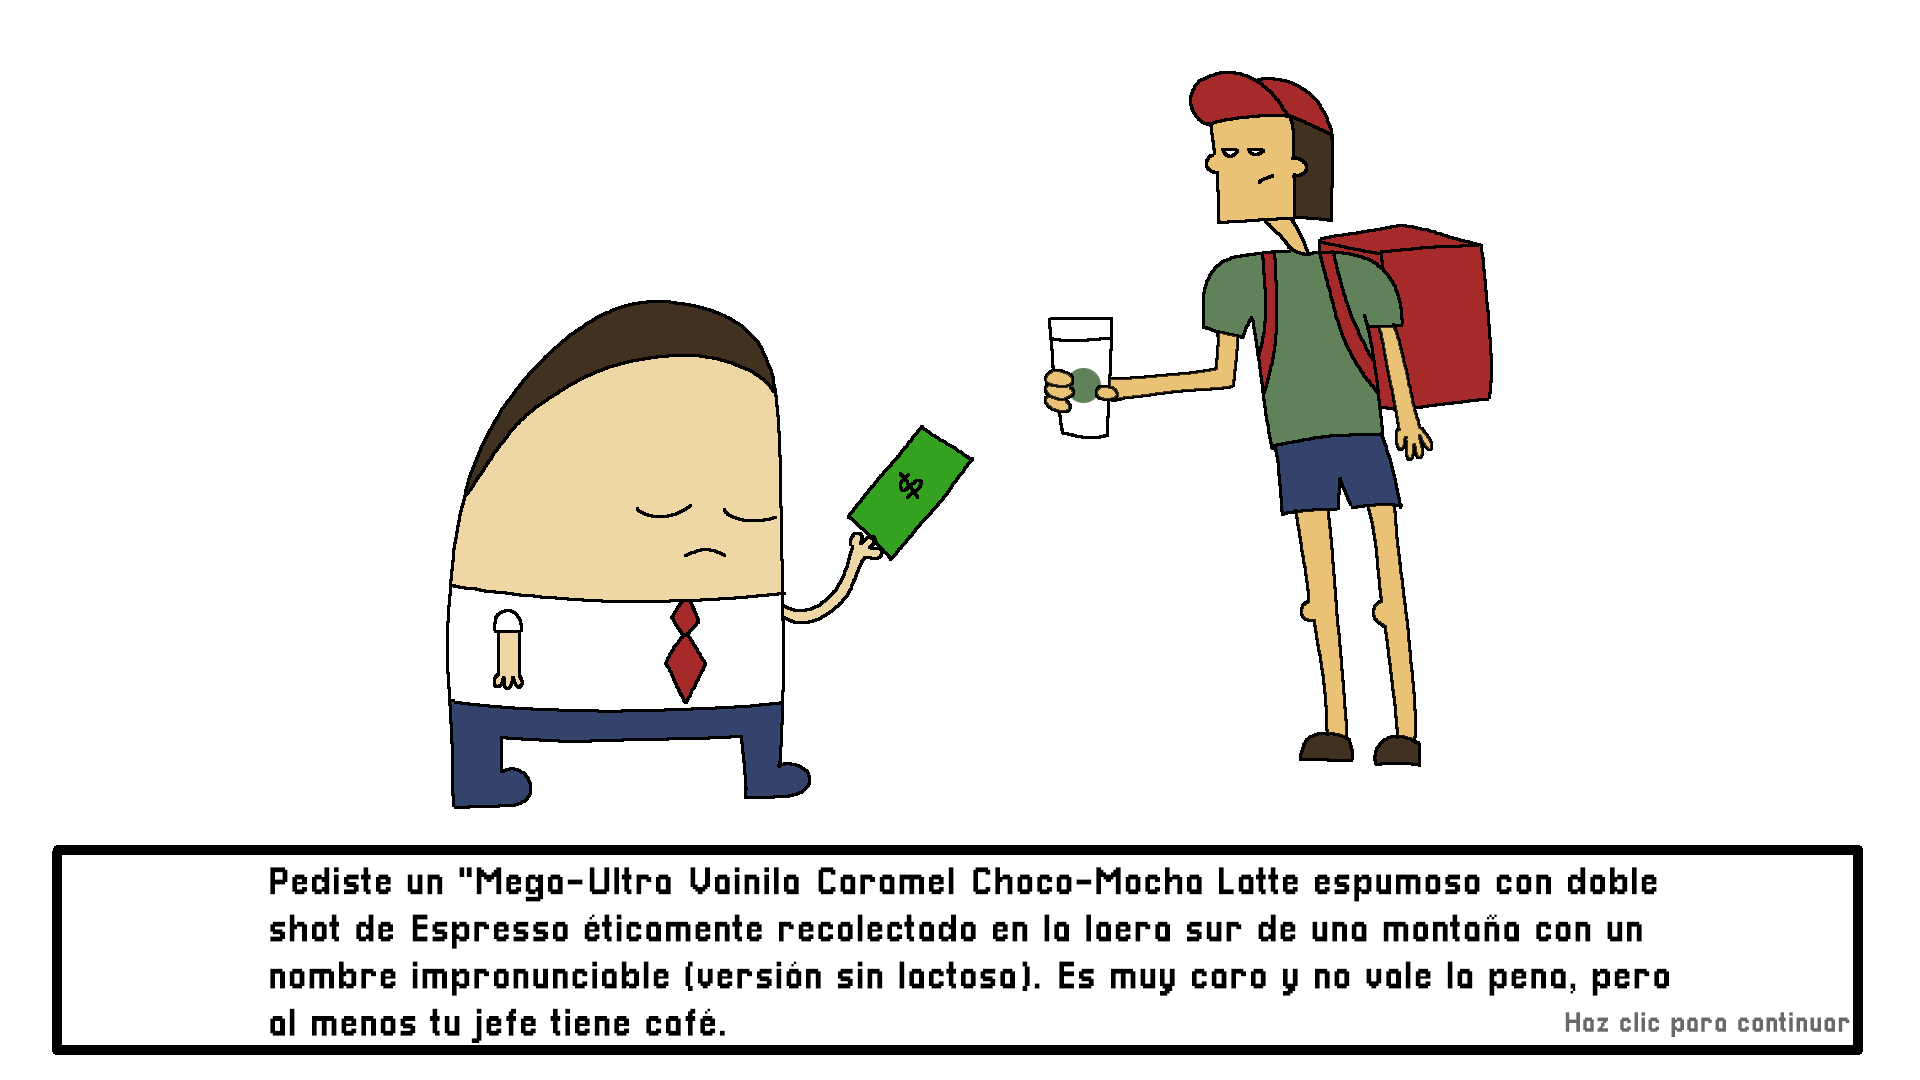 $
Pediste un "Mega-Ultra Vainila Caramel Choco-Mocha Latte espumoso con doble
shot de Espresso éticamente recolectado en la laera sur de una montaña con un
nombre impronunciable (versión sin lactosa). Es muy caro y no vale la pena, pero
al menos tu jefe tiene café.
Haz clic para continuar